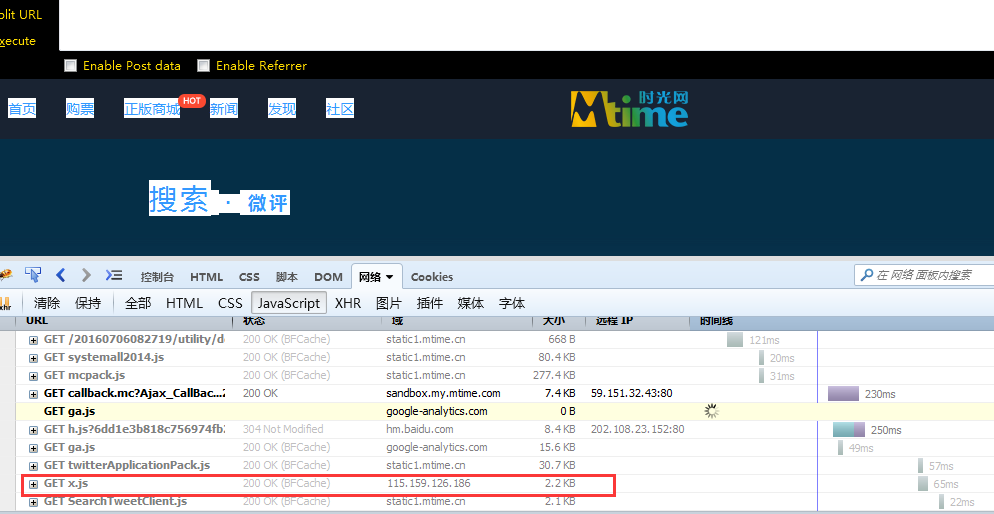 plit URL
xecute
Enable Post data Enable Referrer
首页 购票 正版商城 HOT 新闻 发现 社区 Mtime 时光网
搜索 · 微评
控制台 HTML CSS 脚本 DOM 网络 Cookies 在 网络 面板内搜索
xhr 清除 保持 全部 HTML CSS JavaScript XHR 图片 插件 媒体 字体
URL 状态 域 大小 远程 IP 时间线
GET /20160706082719/utility/d 200 OK (BFCache) static1.mtime.cn 668 B 121ms
GET systemall2014.js 200 OK (BFCache) static1.mtime.cn 80.4 KB 20ms
GET mcpack.js 200 OK (BFCache) static1.mtime.cn 277.4 KB 31ms
GET callback.mc?Ajax_CallBac...2 200 OK sandbox.my.mtime.com 7.4 KB 59.151.32.43:80 230ms
GET ga.js google-analytics.com 0 B
GET h.js?6dd1e3b818c756974fb 304 Not Modified hm.baidu.com 8.4 KB 202.108.23.152:80 250ms
GET ga.js 200 OK (BFCache) google-analytics.com 15.6 KB 49ms
GET twitterApplicationPack.js 200 OK (BFCache) static1.mtime.cn 30.7 KB 57ms
GET x.js 200 OK (BFCache) 115.159.126.186 2.2 KB 65ms
GET SearchTweetClient.js 200 OK (BFCache) static1.mtime.cn 2.1 KB 22ms